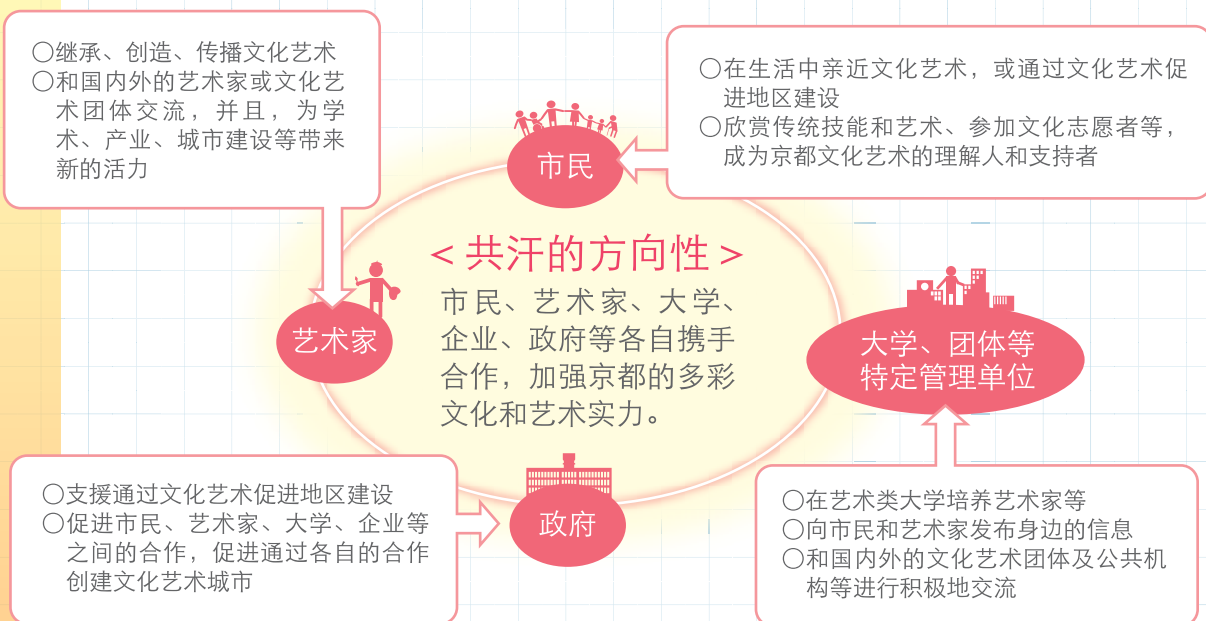 〇继承、创造、传播文化艺术
〇和国内外的艺术家或文化艺
术团体交流，并且，为学
术、产业、城市建设等带来
新的活力
〇在生活中亲近文化艺术，或通过文化艺术促
进地区建设
〇欣赏传统技能和艺术、参加文化志愿者等，
成为京都文化艺术的理解人和支持者
市民
＜共汗的方向性＞
市民、艺术家、大学、
企业、政府等各自携手
合作，加强京都的多彩
文化和艺术实力。
艺术家
大学、团体等
特定管理单位
政府
〇支援通过文化艺术促进地区建设
〇促进市民、艺术家、大学、企业等
之间的合作，促进通过各自的合作
创建文化艺术城市
〇在艺术类大学培养艺术家等
〇向市民和艺术家发布身边的信息
〇和国内外的文化艺术团体及公共机
构等进行积极地交流